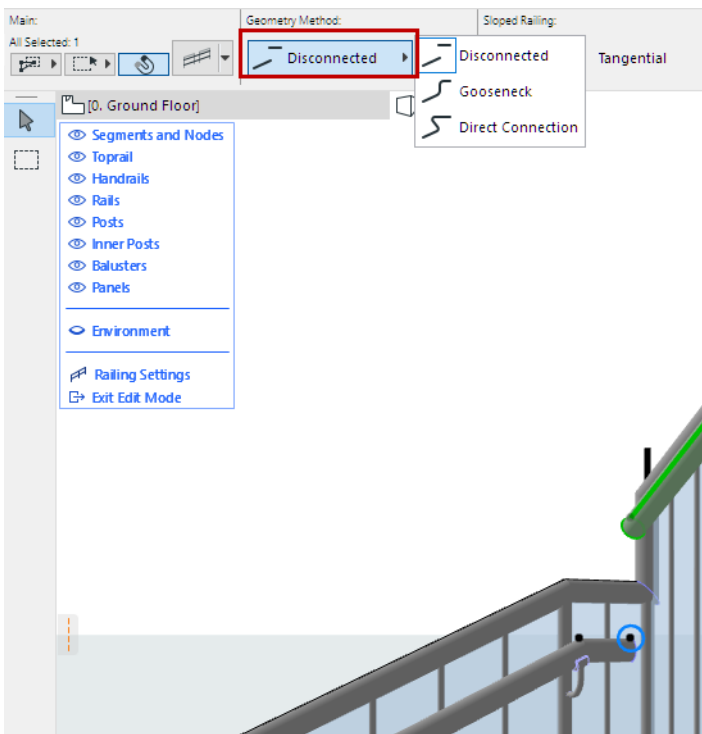 Main:
Geometry Method:
Sloped Railing:
All Selected: 1
Disconnected
Disconnected
Tangential
Gooseneck
Direct Connection
[0. Ground Floor]
Segments and Nodes
Toprail
Handrails
Rails
Posts
Inner Posts
Balusters
Panels
Environment
Railing Settings
Exit Edit Mode